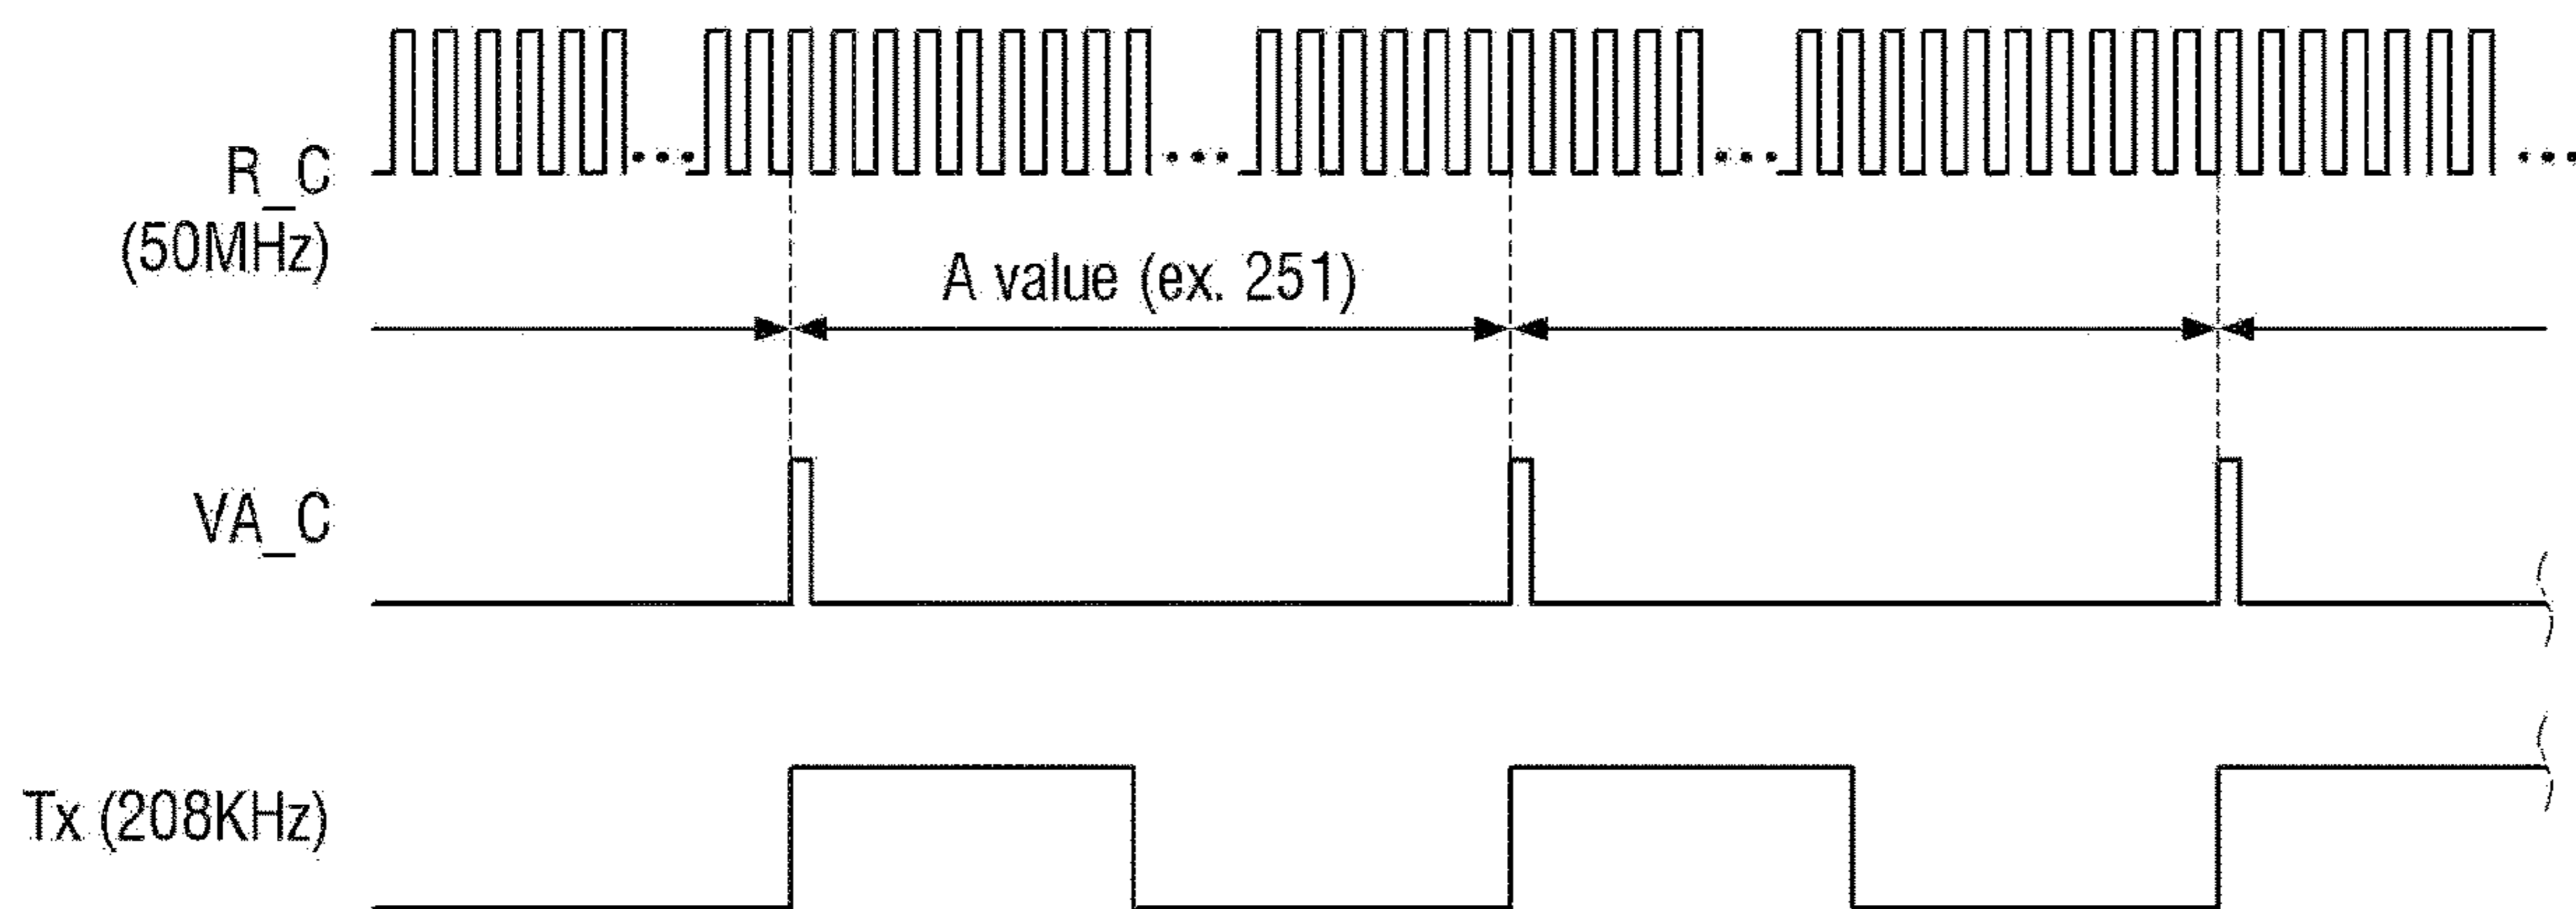 R_C
(50MHz)
A value (ex. 251)
VA_C
Tx (208KHz)